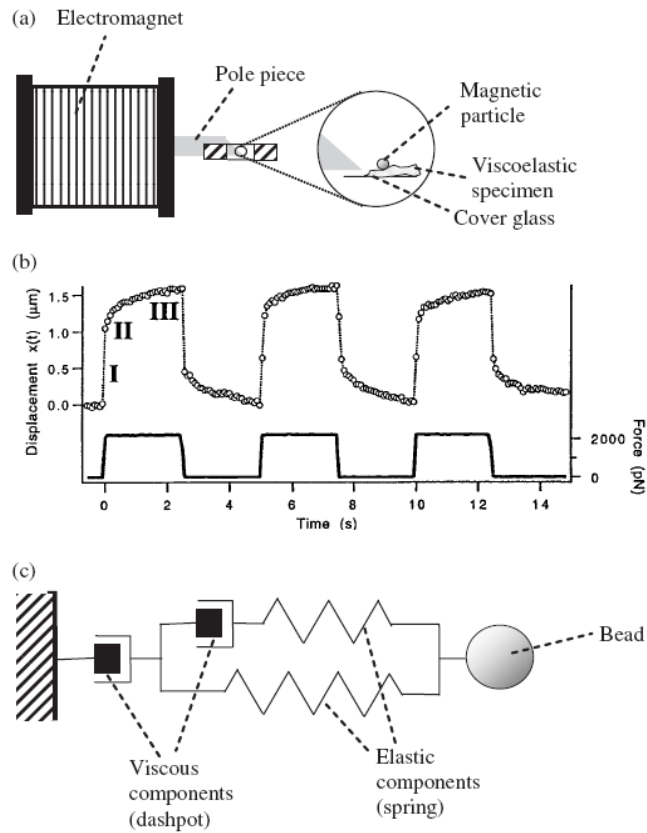 (a)
Electromagnet
Pole piece
Magnetic
particle
Viscoelastic
specimen
Cover glass
(b)
Displacement x(t) (μm)
1.5
1.0
0.5
0.0
I
II
III
2000
0
Force (pN)
0 2 4 6 8 10 12 14
Time (s)
(c)
Bead
Viscous
components
(dashpot)
Elastic
components
(spring)